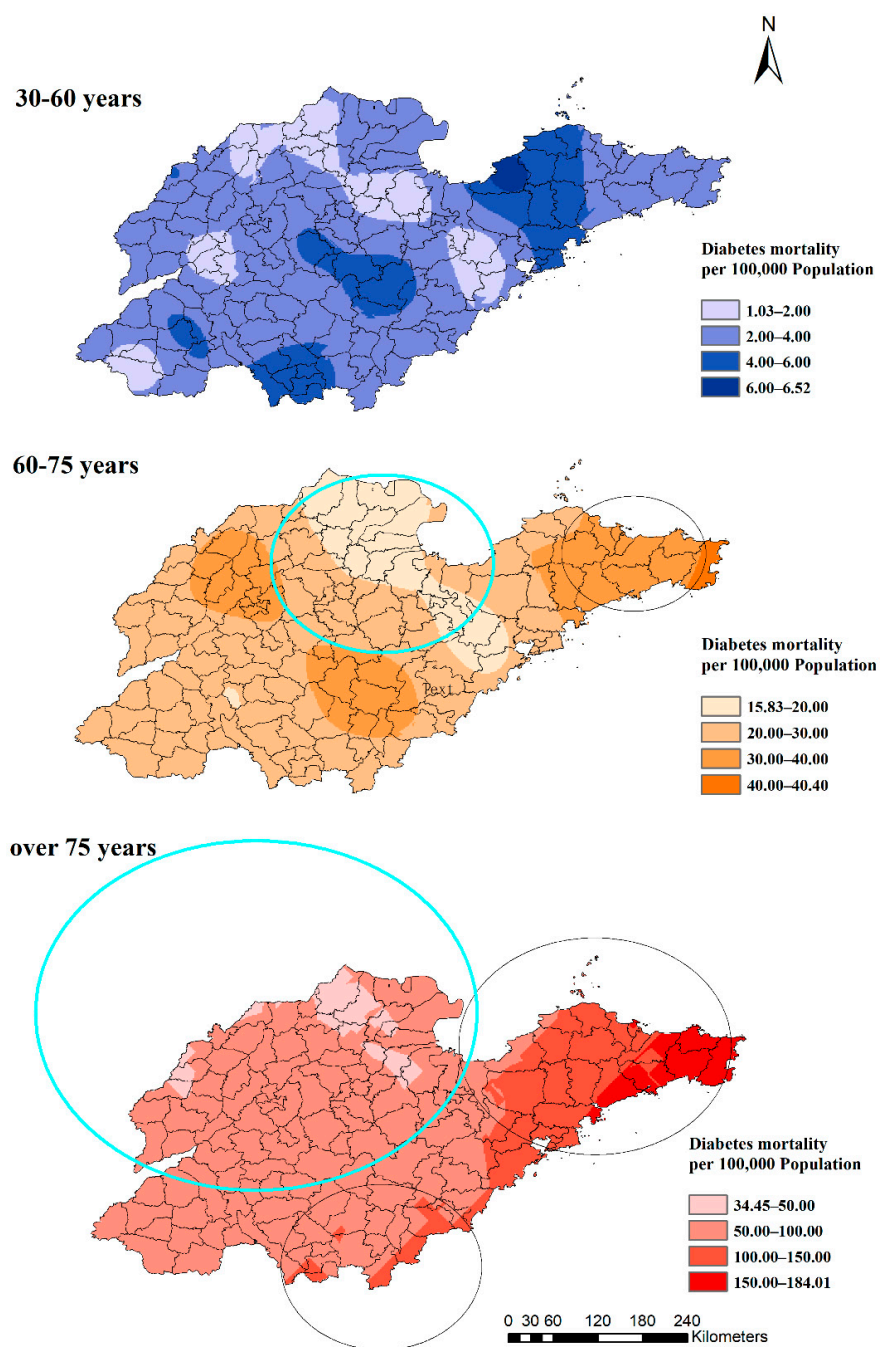 N
30-60 years
Diabetes mortality
per 100,000 Population
1.03–2.00
2.00–4.00
4.00–6.00
6.00–6.52
60-75 years
Text
Diabetes mortality
per 100,000 Population
15.83–20.00
20.00–30.00
30.00–40.00
40.00–40.40
over 75 years
Diabetes mortality
per 100,000 Population
34.45–50.00
50.00–100.00
100.00–150.00
150.00–184.01
0 30 60 120 180 240
Kilometers